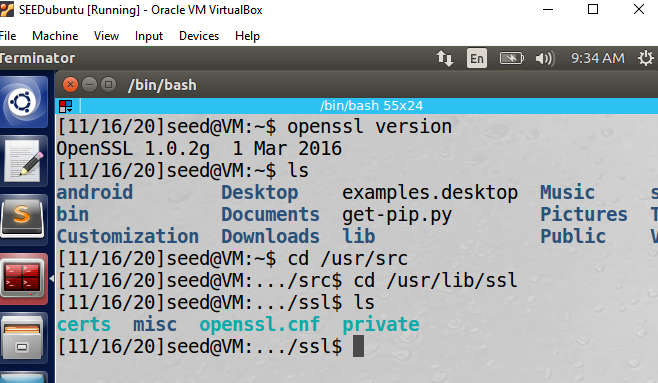 SEEDubuntu [Running] - Oracle VM VirtualBox
File Machine View Input Devices Help
Terminator En 9:34 AM
/bin/bash
/bin/bash 55x24
[11/16/20]seed@VM:~$ openssl version
OpenSSL 1.0.2g  1 Mar 2016
[11/16/20]seed@VM:~$ ls
android Desktop examples.desktop Music s
bin Documents get-pip.py Pictures T
Customization Downloads lib Public V
[11/16/20]seed@VM:~$ cd /usr/src
[11/16/20]seed@VM:.../src$ cd /usr/lib/ssl
[11/16/20]seed@VM:.../ssl$ ls
certs misc openssl.cnf private
[11/16/20]seed@VM:.../ssl$